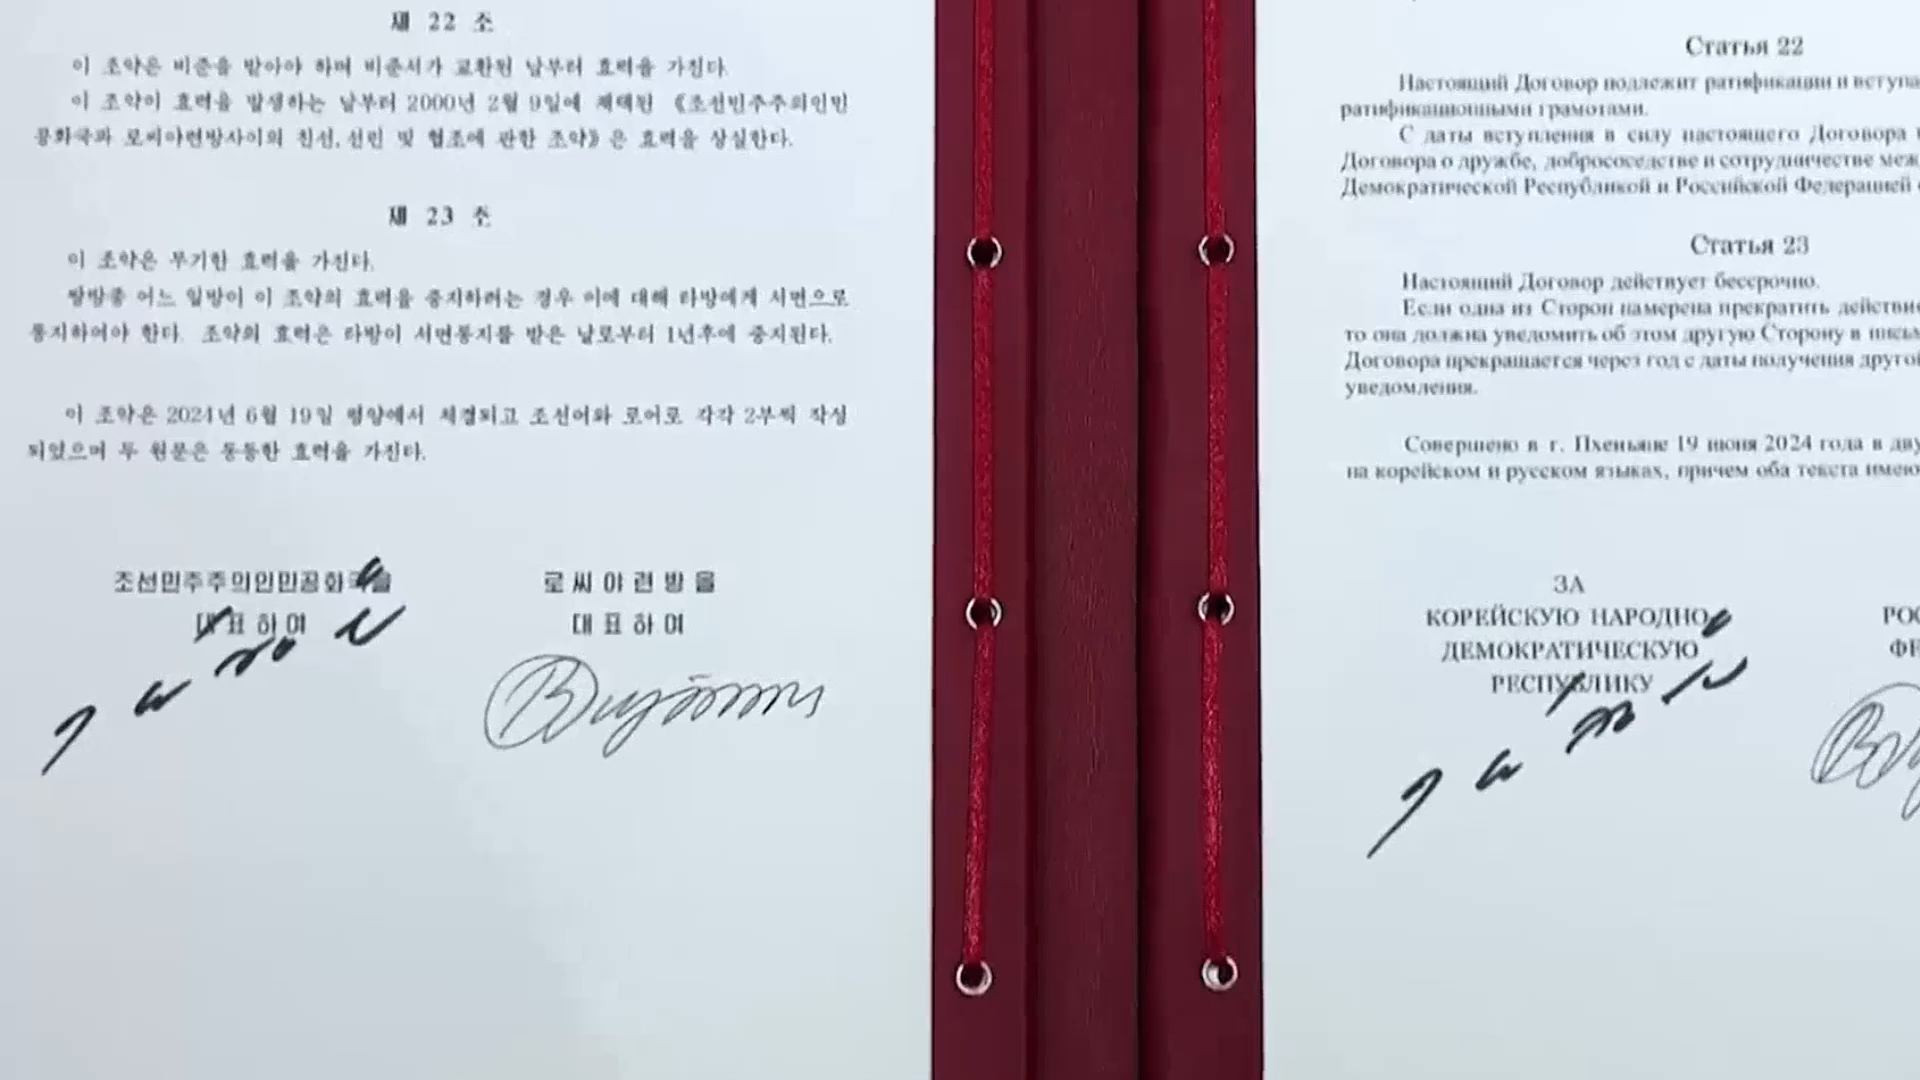 제 22 조
이 조약은 비준을 받아야 하며 비준서가 교환된 날부터 효력을 가진다.
이 조약이 효력을 발생하는 날부터 2000년 2월 9일에 채택된 《조선민주주의인민
공화국과 로씨야련방사이의 친선, 선린 및 협조에 관한 조약》은 효력을 상실한다.
제 23 조
이 조약은 무기한 효력을 가진다.
쌍방중 어느 일방이 이 조약의 효력을 중지하려는 경우 이에 대해 타방에게 서면으로
통지하여야 한다. 조약의 효력은 타방이 서면통지를 받은 날로부터 1년후에 중지된다.
이 조약은 2024년 6월 19일 평양에서 체결되고 조선어와 로어로 각각 2부씩 작성
되였으며 두 원문은 동등한 효력을 가진다.
조선민주주의인민공화국을
대표하여
로씨야련방을
대표하여
Статья 22
Настоящий Договор подлежит ратификации и вступа
ратификационными грамотами.
С даты вступления в силу настоящего Договора
Договора о дружбе, добрососедстве и сотрудничестве меж
Демократической Республикой и Российской Федерацией
Статья 23
Настоящий Договор действует бессрочно.
Если одна из Сторон намерена прекратить действие
то она должна уведомить об этом другую Сторону в письм
Договора прекращается через год с даты получения другой
уведомления.
Совершено в г. Пхеньяне 19 июня 2024 года в дву
на корейском и русском языках, причем оба текста имею
ЗА
КОРЕЙСКУЮ НАРОДНО
ДЕМОКРАТИЧЕСКУЮ
РЕСПУБЛИКУ
РОС
ФЕ